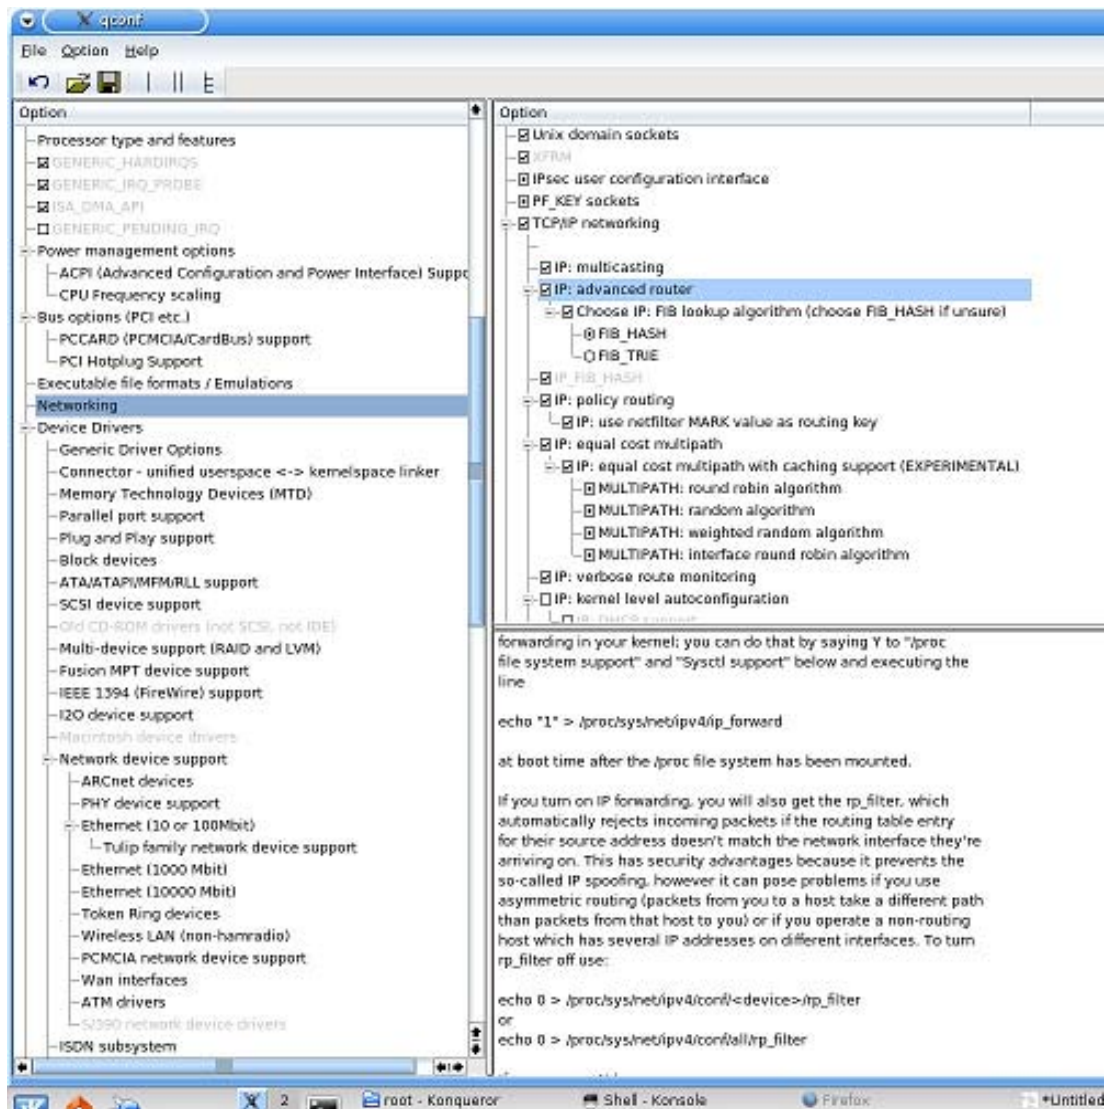 qconf
File Option Help
Option
Processor type and features
GENERIC_HARDIRQS
GENERIC_IRQ_PROBE
ISA_DMA_API
GENERIC_PENDING_IRQ
Power management options
ACPI (Advanced Configuration and Power Interface) Suppo
CPU Frequency scaling
Bus options (PCI etc.)
PCCARD (PCMCIA/CardBus) support
PCI Hotplug Support
Executable file formats / Emulations
Networking
Device Drivers
Generic Driver Options
Connector - unified userspace <-> kernelspace linker
Memory Technology Devices (MTD)
Parallel port support
Plug and Play support
Block devices
ATA/ATAPI/MFM/RLL support
SCSI device support
Old CD-ROM drivers (not SCSI, not IDE)
Multi-device support (RAID and LVM)
Fusion MPT device support
IEEE 1394 (FireWire) support
I2O device support
Macintosh device drivers
Network device support
ARCnet devices
PHY device support
Ethernet (10 or 100Mbit)
Tulip family network device support
Ethernet (1000 Mbit)
Ethernet (10000 Mbit)
Token Ring devices
Wireless LAN (non-hamradio)
PCMCIA network device support
Wan interfaces
ATM drivers
S/390 network device drivers
ISDN subsystem
Option
Unix domain sockets
XFRM
IPsec user configuration interface
PF_KEY sockets
TCP/IP networking
IP: multicasting
IP: advanced router
Choose IP: FIB lookup algorithm (choose FIB_HASH if unsure)
FIB_HASH
FIB_TRIE
IP_FIB_HASH
IP: policy routing
IP: use netfilter MARK value as routing key
IP: equal cost multipath
IP: equal cost multipath with caching support (EXPERIMENTAL)
MULTIPATH: round robin algorithm
MULTIPATH: random algorithm
MULTIPATH: weighted random algorithm
MULTIPATH: interface round robin algorithm
IP: verbose route monitoring
IP: kernel level autoconfiguration
IP: DHCP support
forwarding in your kernel; you can do that by saying Y to "/proc
file system support" and "Sysctl support" below and executing the
line
echo "1" > /proc/sys/net/ipv4/ip_forward
at boot time after the /proc file system has been mounted.
If you turn on IP forwarding, you will also get the rp_filter, which
automatically rejects incoming packets if the routing table entry
for their source address doesn't match the network interface they're
arriving on. This has security advantages because it prevents the
so-called IP spoofing, however it can pose problems if you use
asymmetric routing (packets from you to a host take a different path
than packets from that host to you) or if you operate a non-routing
host which has several IP addresses on different interfaces. To turn
rp_filter off use:
echo 0 > /proc/sys/net/ipv4/conf/<device>/rp_filter
or
echo 0 > /proc/sys/net/ipv4/conf/all/rp_filter
2 root - Konqueror Shell - Konsole Firefox *Untitled